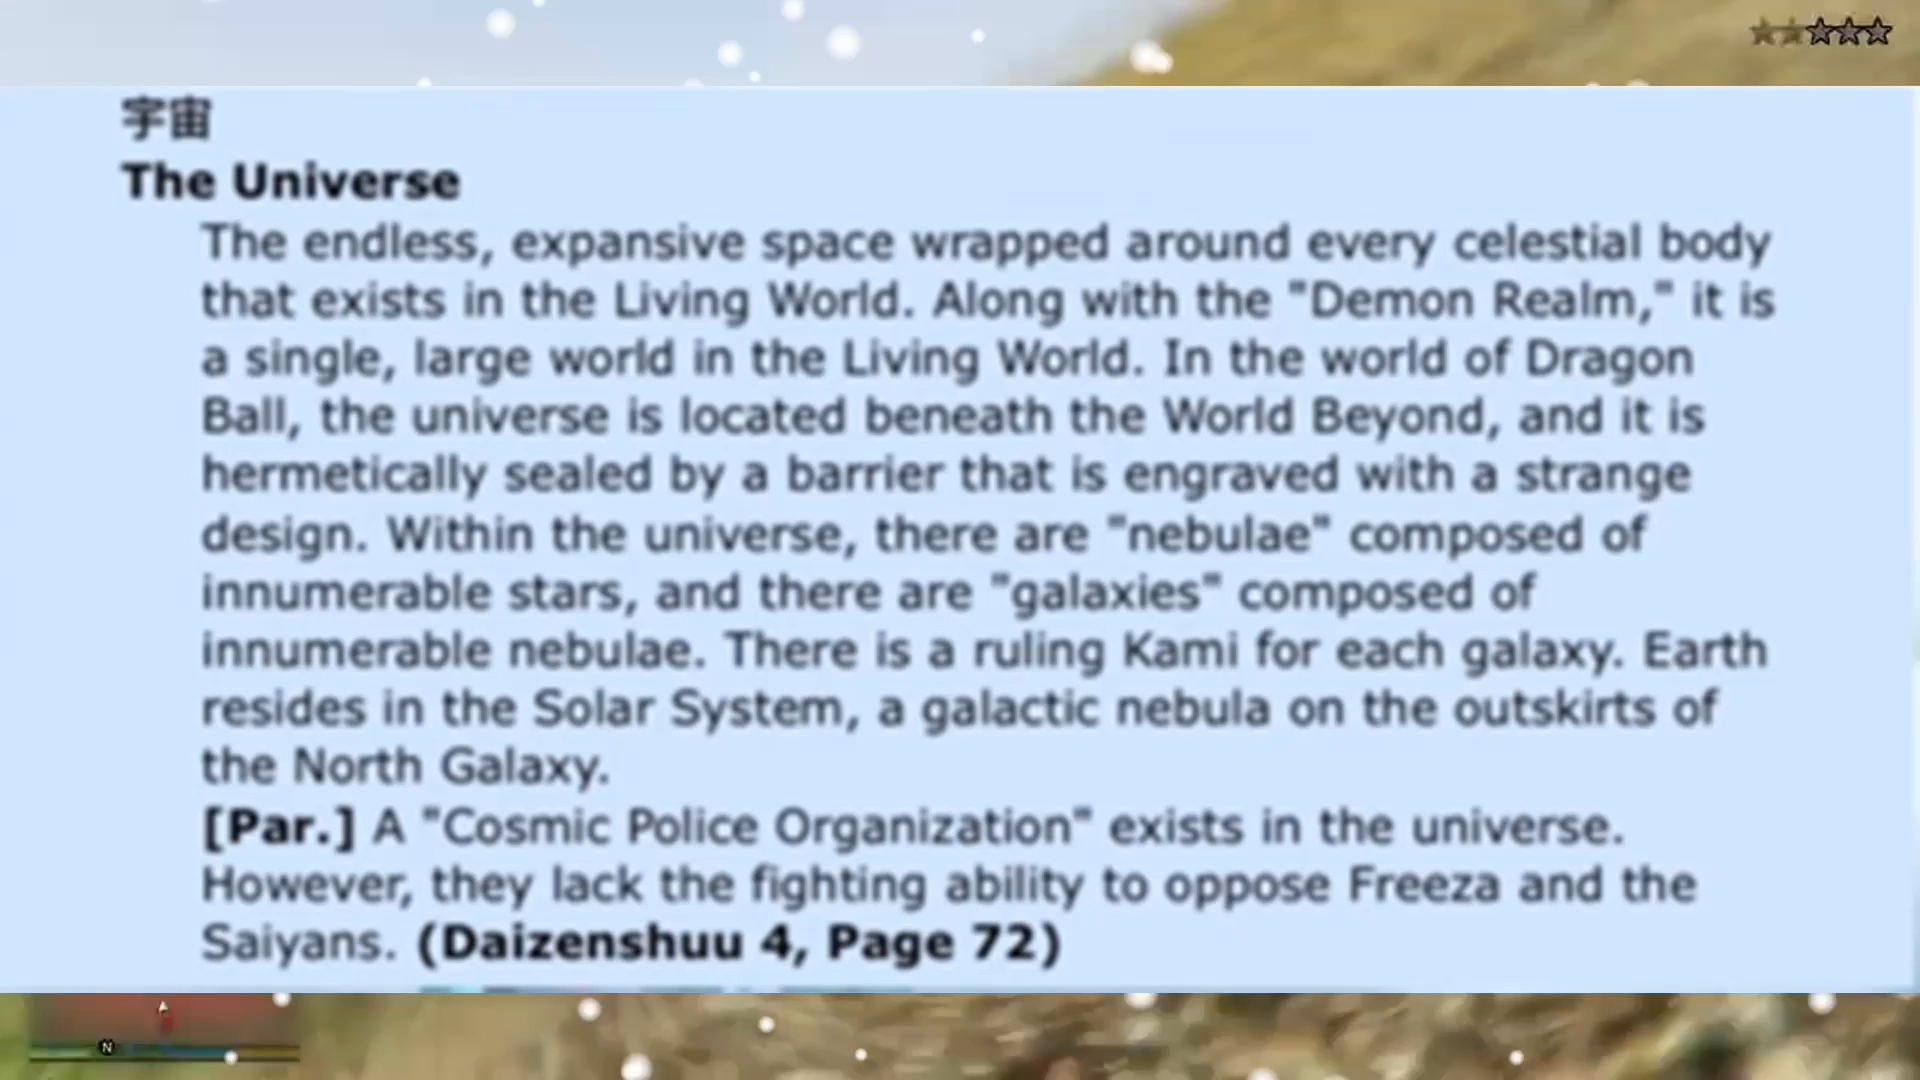 宇宙
The Universe
The endless, expansive space wrapped around every celestial body
that exists in the Living World. Along with the "Demon Realm," it is
a single, large world in the Living World. In the world of Dragon
Ball, the universe is located beneath the World Beyond, and it is
hermetically sealed by a barrier that is engraved with a strange
design. Within the universe, there are "nebulae" composed of
innumerable stars, and there are "galaxies" composed of
innumerable nebulae. There is a ruling Kami for each galaxy. Earth
resides in the Solar System, a galactic nebula on the outskirts of
the North Galaxy.
[Par.] A "Cosmic Police Organization" exists in the universe.
However, they lack the fighting ability to oppose Freeza and the
Saiyans. (Daizenshuu 4, Page 72)
N